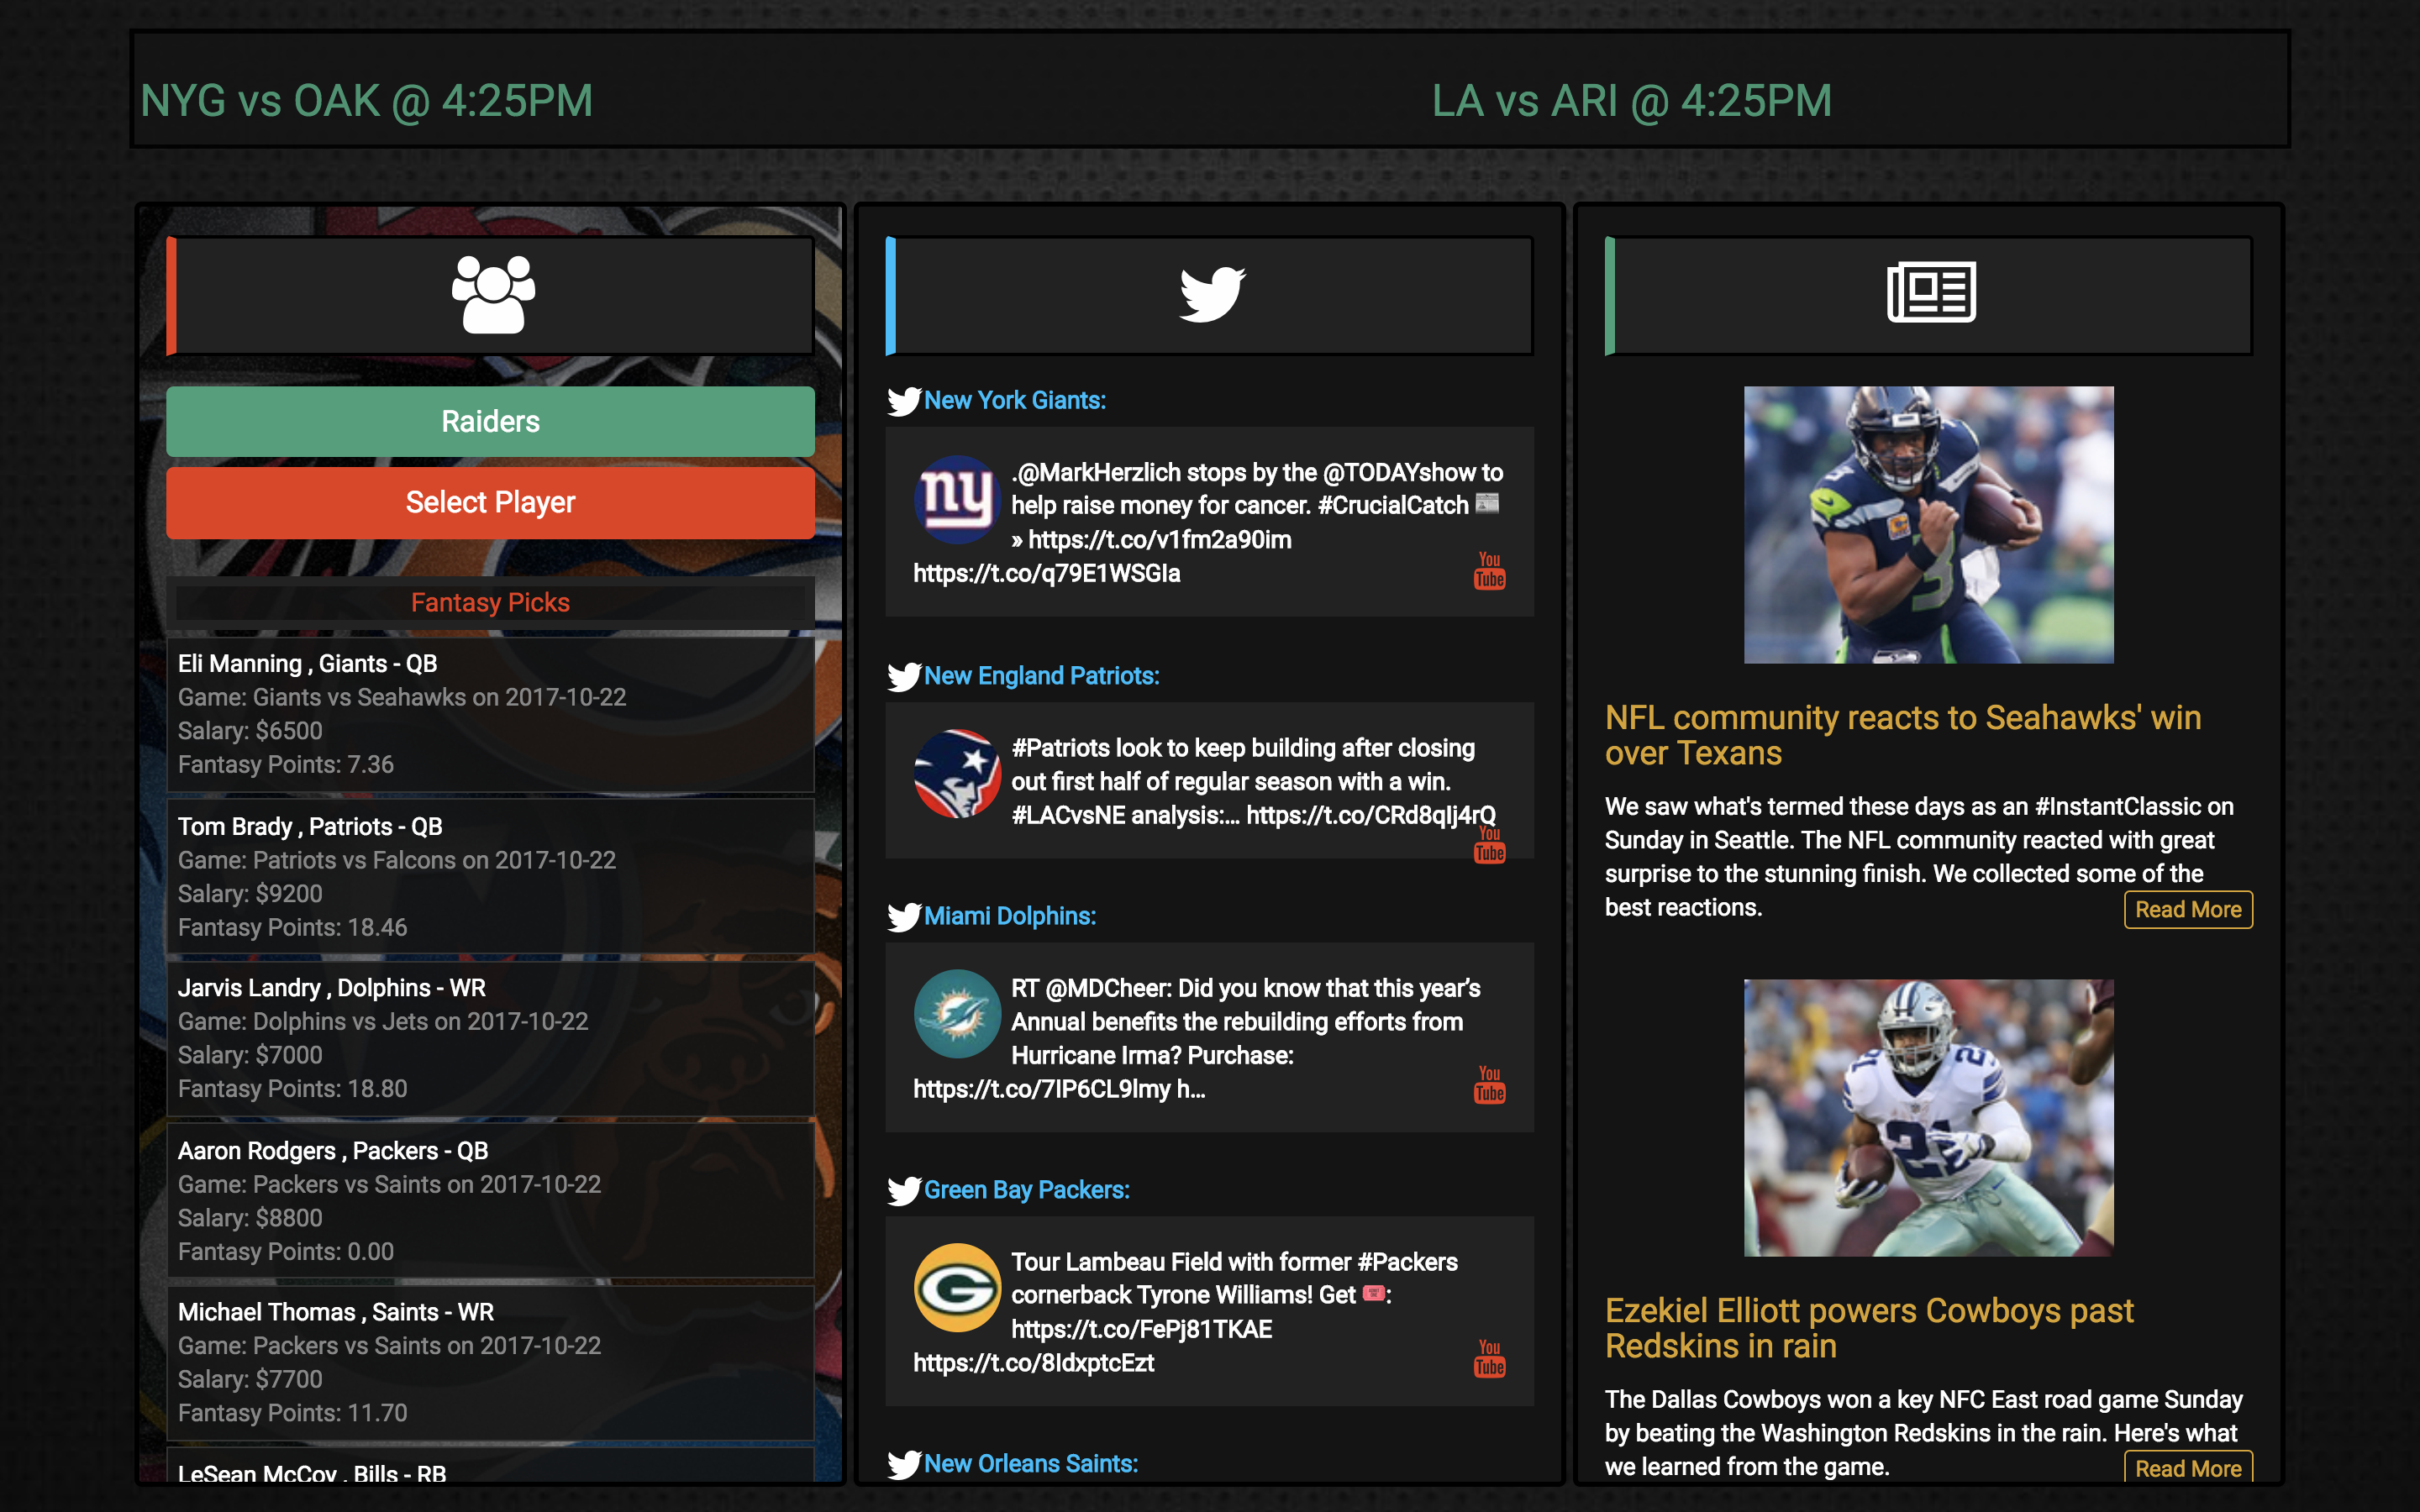 NYG vs OAK @ 4:25PM
LA vs ARI @ 4:25PM
Raiders
Select Player
Fantasy Picks
Eli Manning , Giants - QB
Game: Giants vs Seahawks on 2017-10-22
Salary: $6500
Fantasy Points: 7.36
Tom Brady , Patriots - QB
Game: Patriots vs Falcons on 2017-10-22
Salary: $9200
Fantasy Points: 18.46
Jarvis Landry , Dolphins - WR
Game: Dolphins vs Jets on 2017-10-22
Salary: $7000
Fantasy Points: 18.80
Aaron Rodgers , Packers - QB
Game: Packers vs Saints on 2017-10-22
Salary: $8800
Fantasy Points: 0.00
Michael Thomas , Saints - WR
Game: Packers vs Saints on 2017-10-22
Salary: $7700
Fantasy Points: 11.70
LeSean McCoy , Bills - RB
New York Giants:
ny
.@MarkHerzlich stops by the @TODAYshow to
help raise money for cancer. #CrucialCatch 📰
» https://t.co/v1fm2a90im
https://t.co/q79E1WSGIa
You
Tube
New England Patriots:
#Patriots look to keep building after closing
out first half of regular season with a win.
#LACvsNE analysis:… https://t.co/CRd8qIj4rQ
You
Tube
Miami Dolphins:
RT @MDCheer: Did you know that this year’s
Annual benefits the rebuilding efforts from
Hurricane Irma? Purchase:
https://t.co/7IP6CL9lmy h…
You
Tube
Green Bay Packers:
G
Tour Lambeau Field with former #Packers
cornerback Tyrone Williams! Get 🎟:
https://t.co/FePj81TKAE
https://t.co/8IdxptcEzt
You
Tube
New Orleans Saints:
3
NFL community reacts to Seahawks' win
over Texans
We saw what's termed these days as an #InstantClassic on
Sunday in Seattle. The NFL community reacted with great
surprise to the stunning finish. We collected some of the
best reactions.
Read More
21
Ezekiel Elliott powers Cowboys past
Redskins in rain
The Dallas Cowboys won a key NFC East road game Sunday
by beating the Washington Redskins in the rain. Here's what
we learned from the game.
Read More